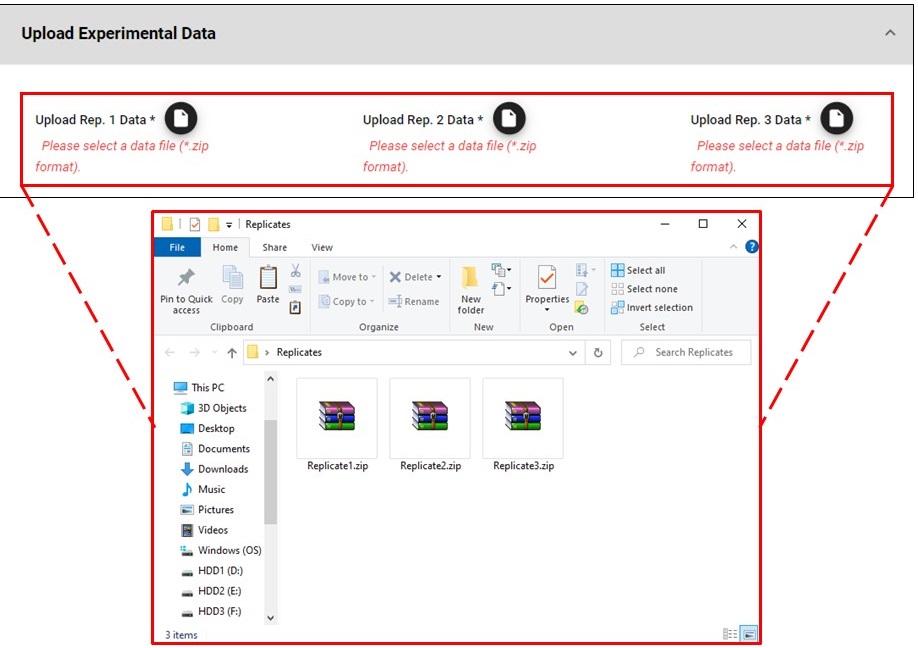 Upload Experimental Data
Upload Rep. 1 Data * Upload Rep. 2 Data * Upload Rep. 3 Data *
Please select a data file (*.zip Please select a data file (*.zip Please select a data file (*.zip
format). format). format).
Replicates
File Home Share View
Pin to Quick access
Copy
Paste
Clipboard
Move to
Copy to
Delete
Rename
Organize
New folder
New
Properties
Open
Select all
Select none
Invert selection
Select
Replicates
Search Replicates
This PC
3D Objects
Desktop
Documents
Downloads
Music
Pictures
Videos
Windows (OS)
HDD1 (D:)
HDD2 (E:)
HDD3 (F:)
Replicate1.zip Replicate2.zip Replicate3.zip
3 items